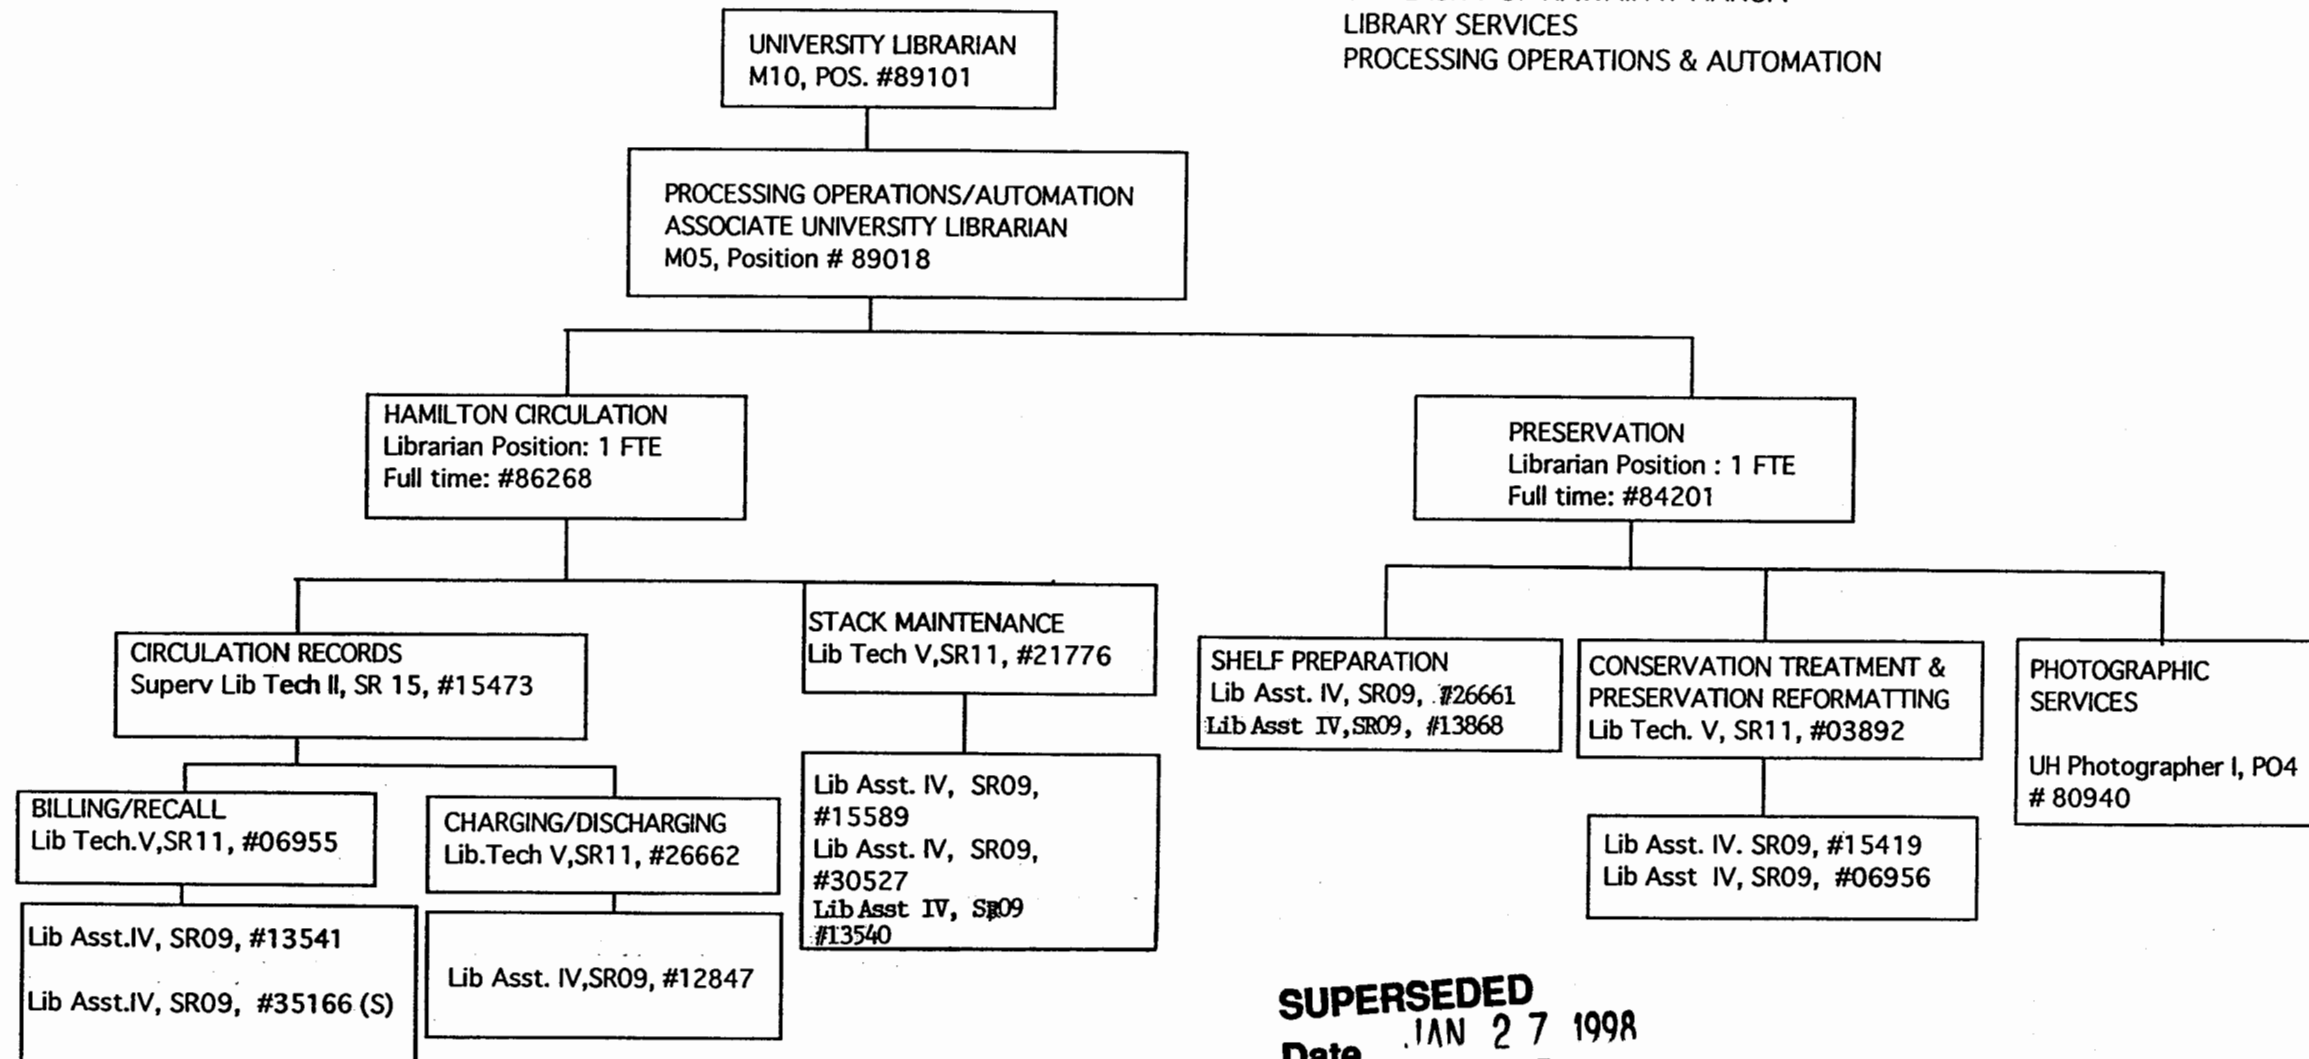 LIBRARY SERVICES
PROCESSING OPERATIONS & AUTOMATION
UNIVERSITY LIBRARIAN
M10, POS. #89101
PROCESSING OPERATIONS/AUTOMATION
ASSOCIATE UNIVERSITY LIBRARIAN
M05, Position # 89018
HAMILTON CIRCULATION
Librarian Position: 1 FTE
Full time: #86268
PRESERVATION
Librarian Position : 1 FTE
Full time: #84201
CIRCULATION RECORDS
Superv Lib Tech II, SR 15, #15473
STACK MAINTENANCE
Lib Tech V,SR11, #21776
SHELF PREPARATION
Lib Asst. IV, SR09, #26661
Lib Asst IV,SR09, #13868
CONSERVATION TREATMENT &
PRESERVATION REFORMATTING
Lib Tech. V, SR11, #03892
PHOTOGRAPHIC
SERVICES
UH Photographer I, PO4
# 80940
BILLING/RECALL
Lib Tech.V,SR11, #06955
CHARGING/DISCHARGING
Lib.Tech V,SR11, #26662
Lib Asst. IV, SR09,
#15589
Lib Asst. IV, SR09,
#30527
Lib Asst IV, SR09
#13540
Lib Asst. IV. SR09, #15419
Lib Asst IV, SR09, #06956
Lib Asst.IV, SR09, #13541
Lib Asst.IV, SR09, #35166 (S)
Lib Asst. IV,SR09, #12847
SUPERSEDED
Date JAN 27 1998